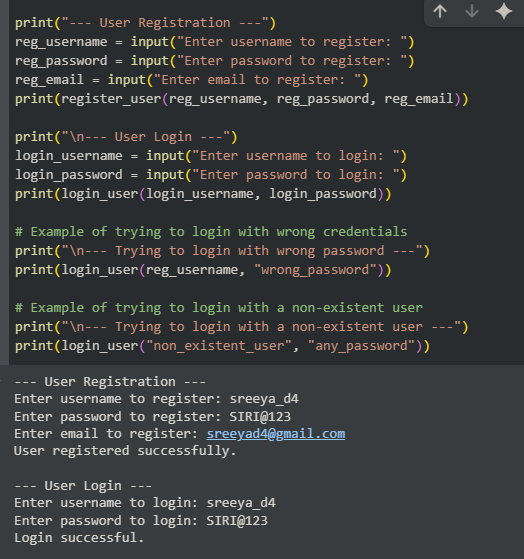 print("--- User Registration ---")
reg_username = input("Enter username to register: ")
reg_password = input("Enter password to register: ")
reg_email = input("Enter email to register: ")
print(register_user(reg_username, reg_password, reg_email))

print("\n--- User Login ---")
login_username = input("Enter username to login: ")
login_password = input("Enter password to login: ")
print(login_user(login_username, login_password))

# Example of trying to login with wrong credentials
print("\n--- Trying to login with wrong password ---")
print(login_user(reg_username, "wrong_password"))

# Example of trying to login with a non-existent user
print("\n--- Trying to login with a non-existent user ---")
print(login_user("non_existent_user", "any_password"))

--- User Registration ---
Enter username to register: sreeya_d4
Enter password to register: SIRI@123
Enter email to register: sreeyad4@gmail.com
User registered successfully.

--- User Login ---
Enter username to login: sreeya_d4
Enter password to login: SIRI@123
Login successful.